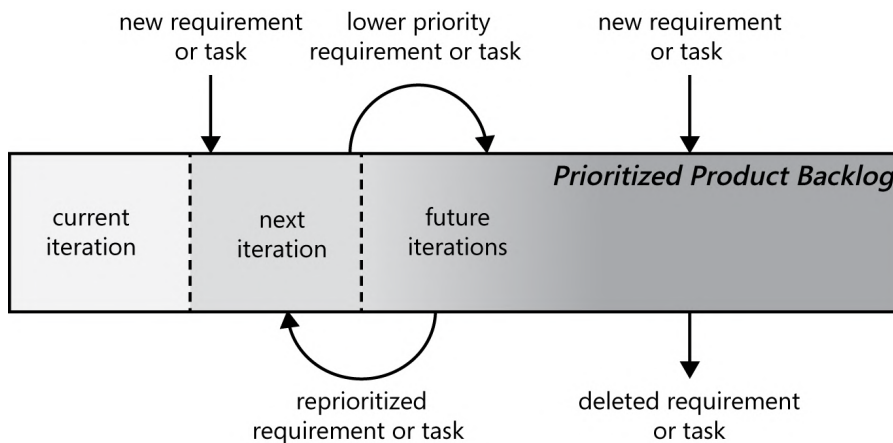 new requirement
or task
lower priority
requirement or task
new requirement
or task
Prioritized Product Backlog
current
iteration
next
iteration
future
iterations
reprioritized
requirement or task
deleted requirement
or task